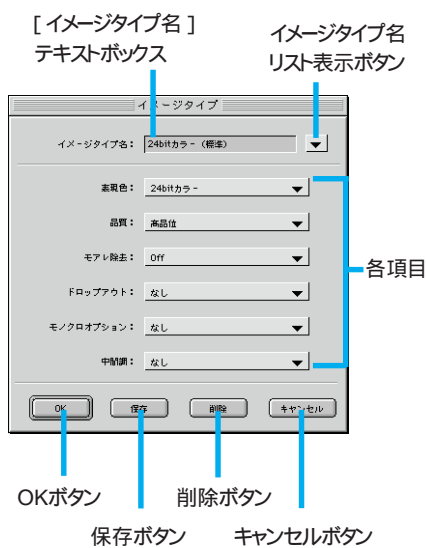 [ イメージタイプ名 ]
テキストボックス
イメージタイプ名
リスト表示ボタン
イメージタイプ
イメージタイプ名： 24bitカラー（標準）
表現色： 24bitカラー
品質： 高品位
モアレ除去： Off
ドロップアウト： なし
モノクロオプション： なし
中間調： なし
各項目
OK 保存 削除 キャンセル
OKボタン
削除ボタン
保存ボタン
キャンセルボタン